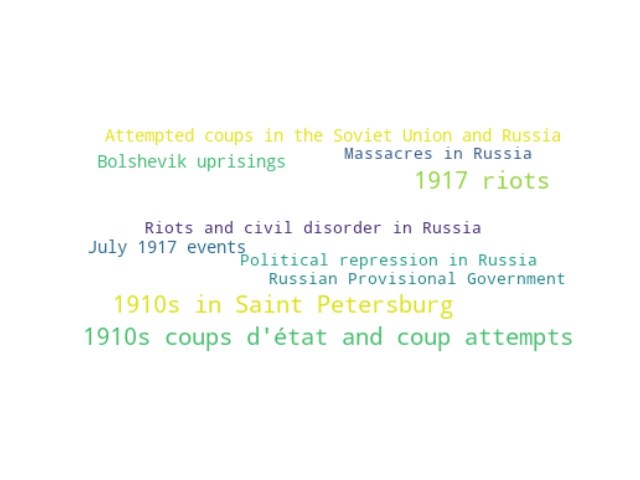 Attempted coups in the Soviet Union and Russia
Massacres in Russia
Bolshevik uprisings
1917 riots
Riots and civil disorder in Russia
July 1917 events
Political repression in Russia
Russian Provisional Government
1910s in Saint Petersburg
1910s coups d'état and coup attempts